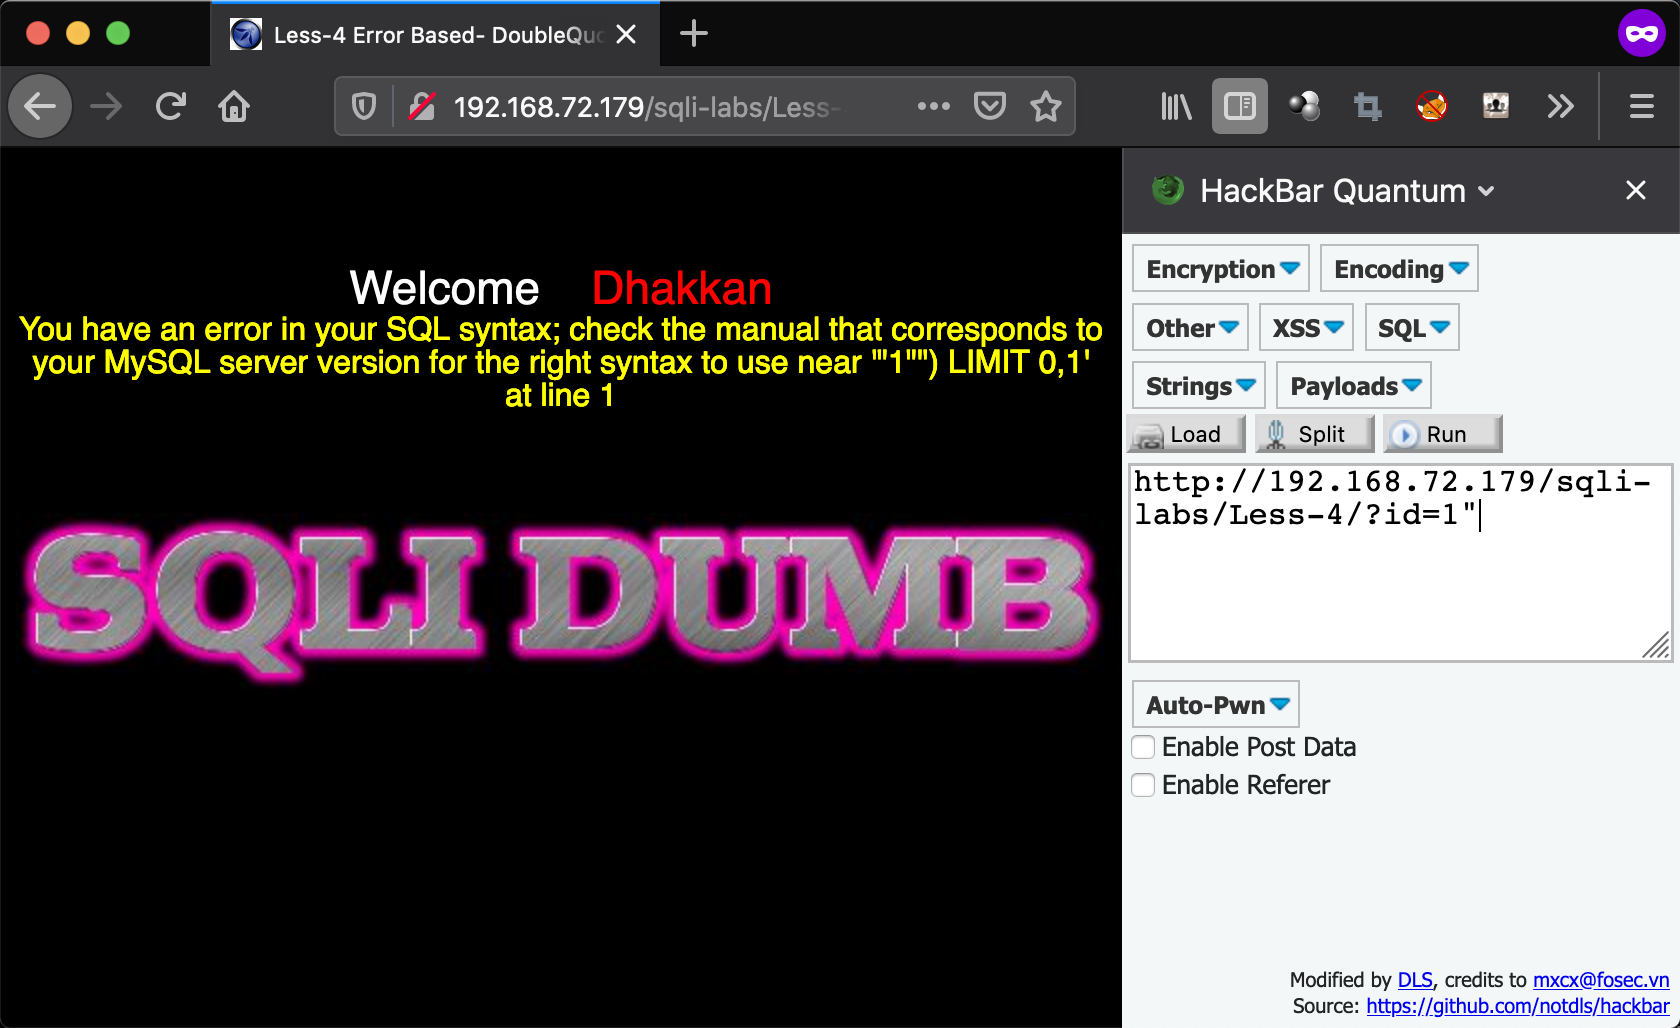 Less-4 Error Based- DoubleQuo
192.168.72.179/sqli-labs/Less-
HackBar Quantum
Welcome    Dhakkan
You have an error in your SQL syntax; check the manual that corresponds to
your MySQL server version for the right syntax to use near '"1"") LIMIT 0,1'
at line 1
SQLI DUMB
Encryption
Encoding
Other
XSS
SQL
Strings
Payloads
Load
Split
Run
http://192.168.72.179/sqli-
labs/Less-4/?id=1"
Auto-Pwn
Enable Post Data
Enable Referer
Modified by DLS, credits to mxcx@fosec.vn
Source: https://github.com/notdls/hackbar